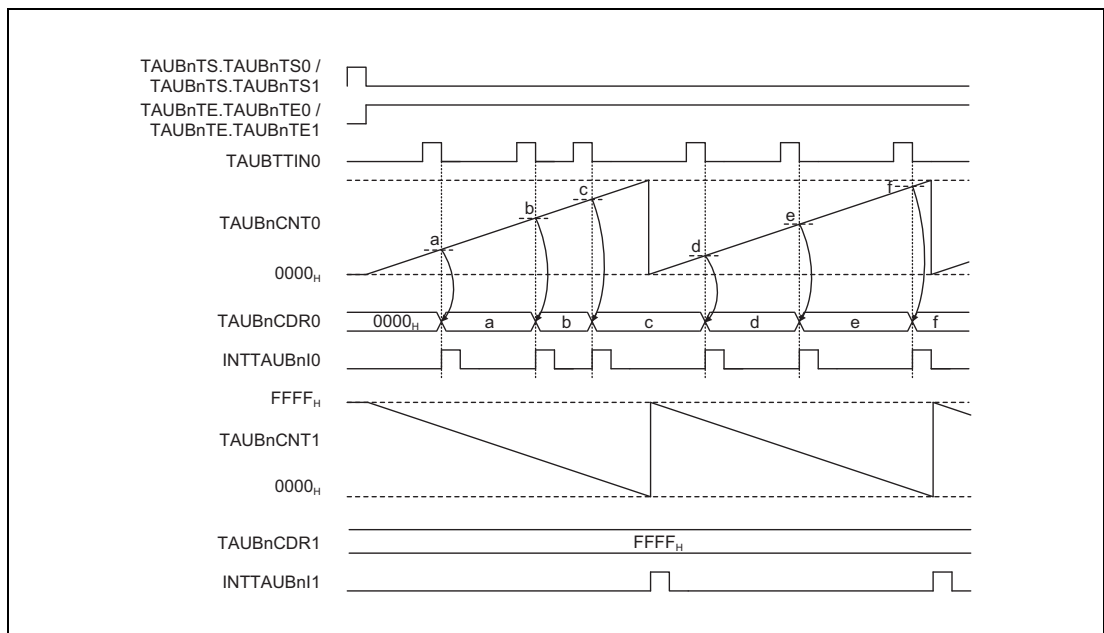 TAUBnTS.TAUBnTS0 /
TAUBnTS.TAUBnTS1
TAUBnTE.TAUBnTE0 /
TAUBnTE.TAUBnTE1
TAUBTTIN0
TAUBnCNT0
a
b
c
d
e
f
0000H
TAUBnCDR0
0000H
a
b
c
d
e
f
INTTAUBnI0
FFFFH
TAUBnCNT1
0000H
TAUBnCDR1
FFFFH
INTTAUBnI1